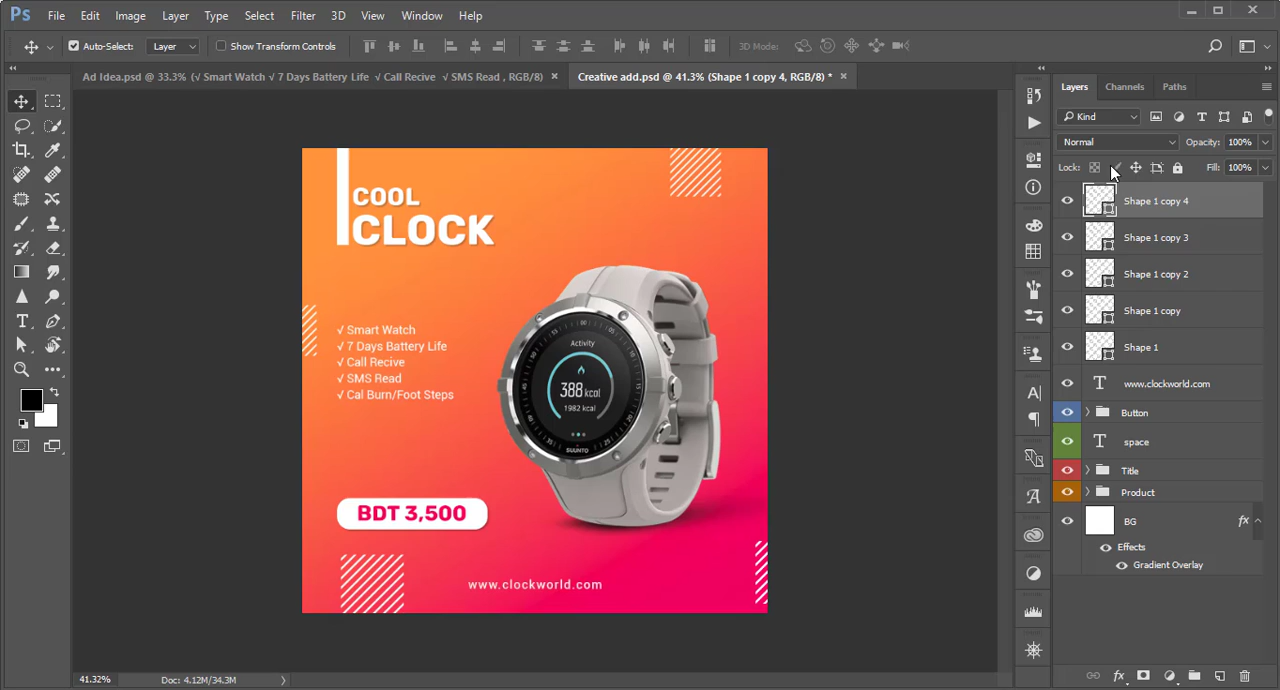 Ps File Edit Image Layer Type Select Filter 3D View Window Help
Auto-Select: Layer Show Transform Controls 3D Mode:
Ad Idea.psd @ 33.3% (√ Smart Watch √ 7 Days Battery Life √ Call Recive √ SMS Read , RGB/8) × Creative add.psd @ 41.3% (Shape 1 copy 4, RGB/8) * ×
Layers Channels Paths
Kind
Normal Opacity: 100%
Lock: Fill: 100%
Shape 1 copy 4
Shape 1 copy 3
Shape 1 copy 2
Shape 1 copy
Shape 1
www.clockworld.com
Button
space
Title
Product
BG fx
Effects
Gradient Overlay
COOL
CLOCK
√ Smart Watch
√ 7 Days Battery Life
√ Call Recive
√ SMS Read
√ Cal Burn/Foot Steps
Activity
388 kcal
1982 kcal
SUUNTO
BDT 3,500
www.clockworld.com
41.32% Doc: 4.12M/34.3M